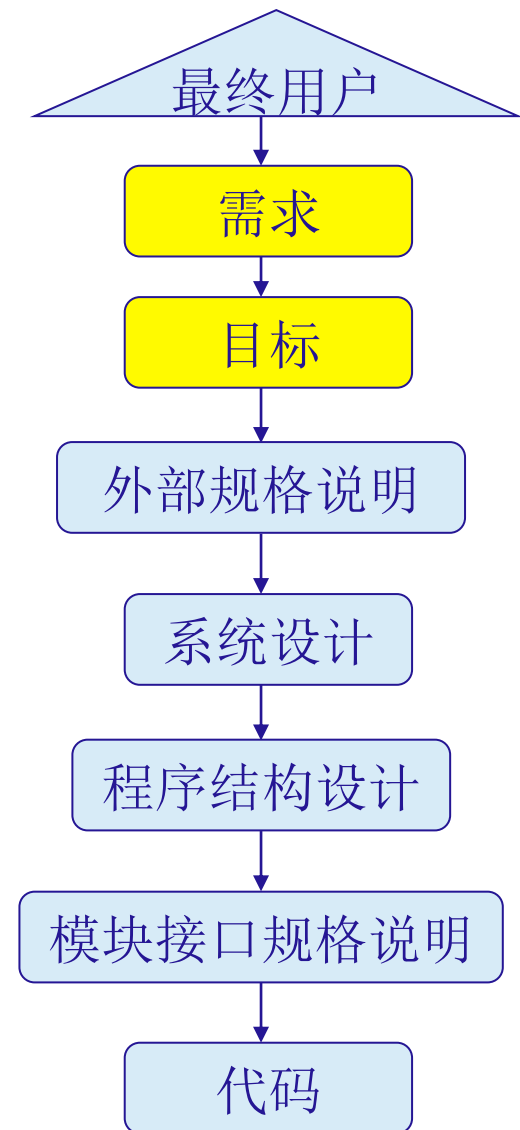 最终用户
需求
目标
外部规格说明
系统设计
程序结构设计
模块接口规格说明
代码